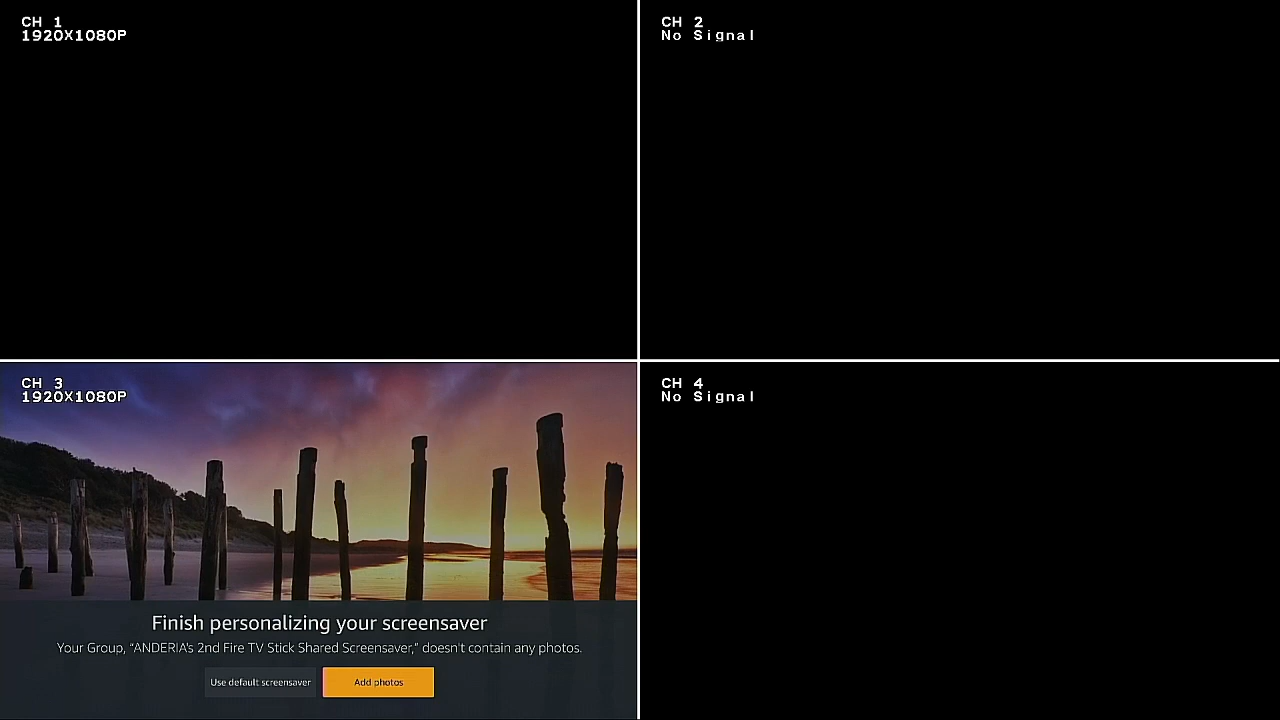 CH 1
1920X1080P
CH 2
No Signal
CH 3
1920X1080P
CH 4
No Signal
Finish personalizing your screensaver
Your Group, “ANDERIA's 2nd Fire TV Stick Shared Screensaver,” doesn't contain any photos.
Use default screensaver
Add photos